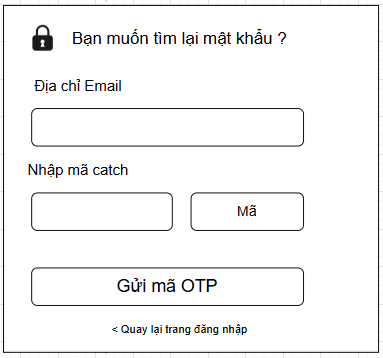 Bạn muốn tìm lại mật khẩu ?
Địa chỉ Email
Nhập mã catch
Mã
Gửi mã OTP
< Quay lại trang đăng nhập